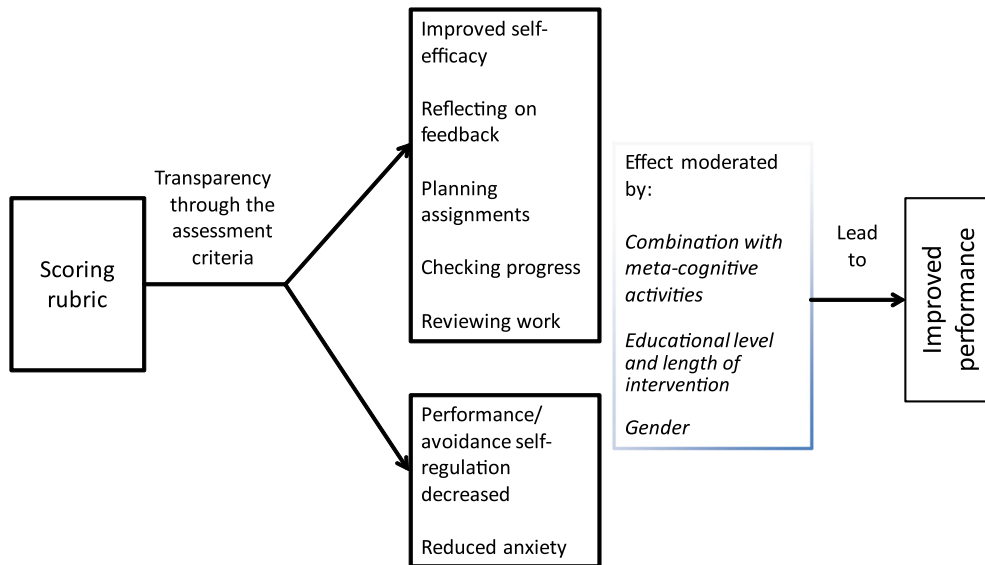 Scoring
rubric
Transparency
through the
assessment
criteria
Improved self-
efficacy
Reflecting on
feedback
Planning
assignments
Checking progress
Reviewing work
Performance/
avoidance self-
regulation
decreased
Reduced anxiety
Effect moderated
by:
Combination with
meta-cognitive
activities
Educational level
and length of
intervention
Gender
Lead
to
Improved
performance